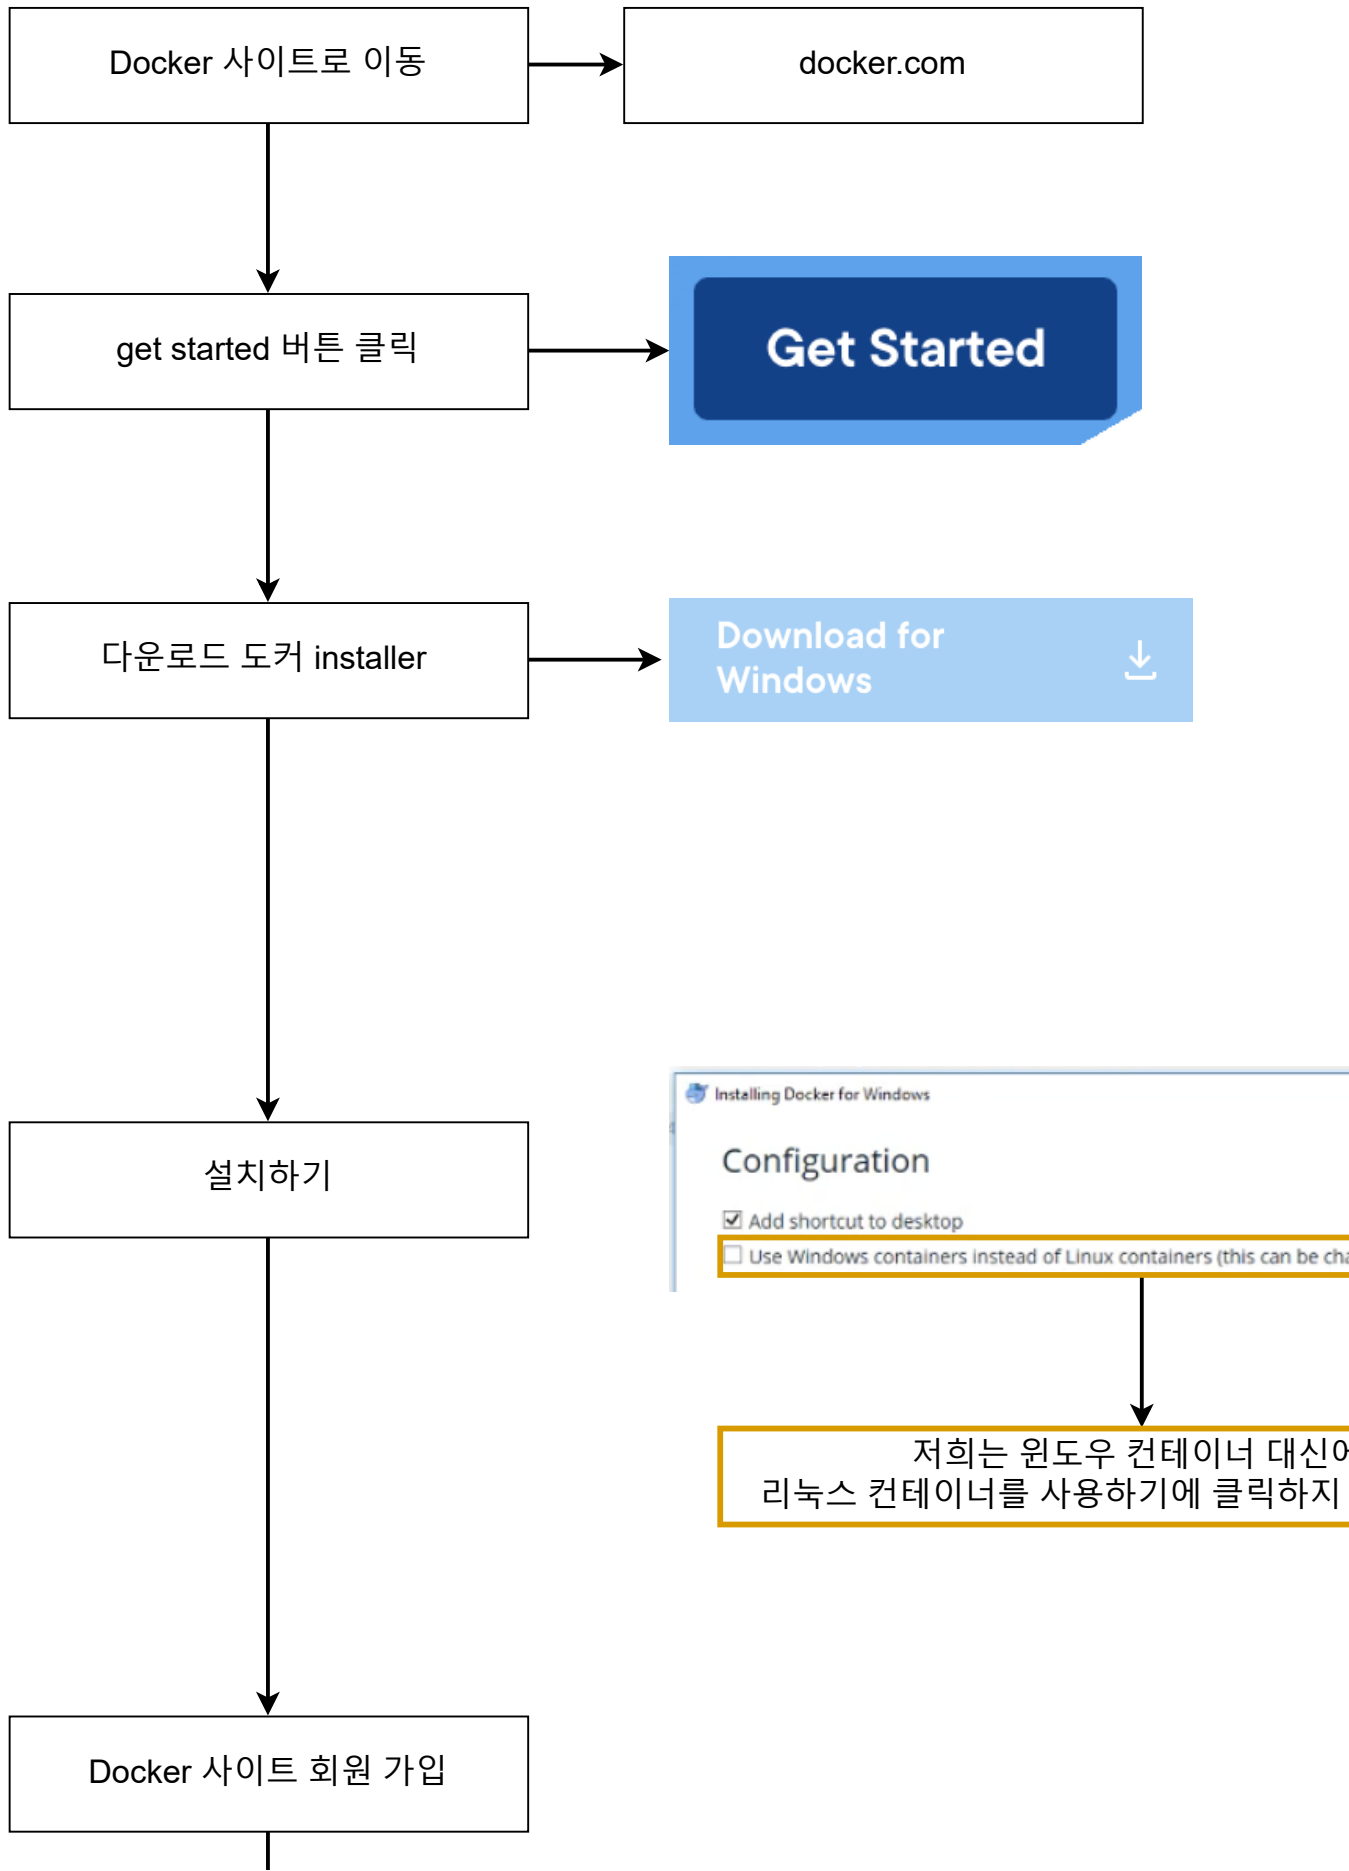 Docker 사이트로 이동
docker.com
get started 버튼 클릭
Get Started
다운로드 도커 installer
Download for
Windows
Installing Docker for Windows
Configuration
Add shortcut to desktop
설치하기
Use Windows containers instead of Linux containers (this can be
저희는 윈도우 컨테이너
리눅스 컨테이너를 사용하기에 클릭하지
Docker 사이트 회원 가입